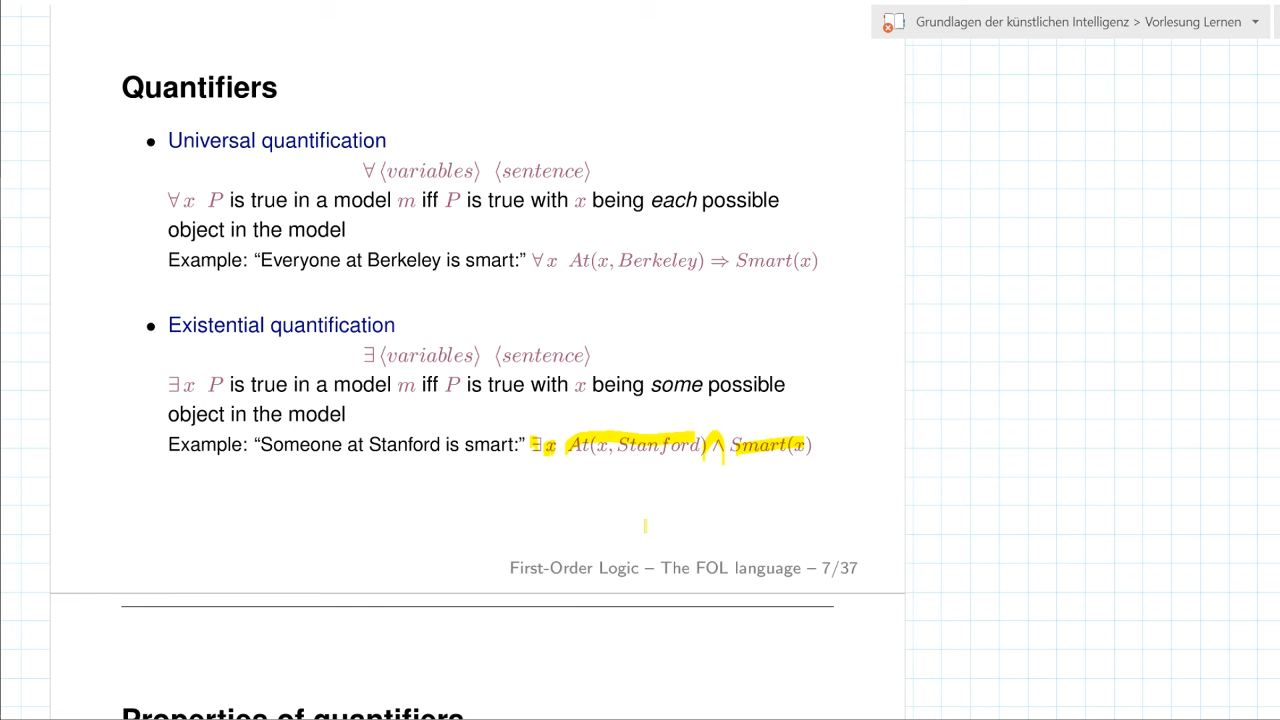 Grundlagen der künstlichen Intelligenz > Vorlesung Lernen
Quantifiers
• Universal quantification
∀⟨variables⟩ ⟨sentence⟩
∀x P is true in a model m iff P is true with x being each possible
object in the model
Example: “Everyone at Berkeley is smart:” ∀x At(x, Berkeley) ⇒ Smart(x)
• Existential quantification
∃⟨variables⟩ ⟨sentence⟩
∃x P is true in a model m iff P is true with x being some possible
object in the model
Example: “Someone at Stanford is smart:” ∃x At(x, Stanford) ∧ Smart(x)
First-Order Logic – The FOL language – 7/37
Properties of quantifiers